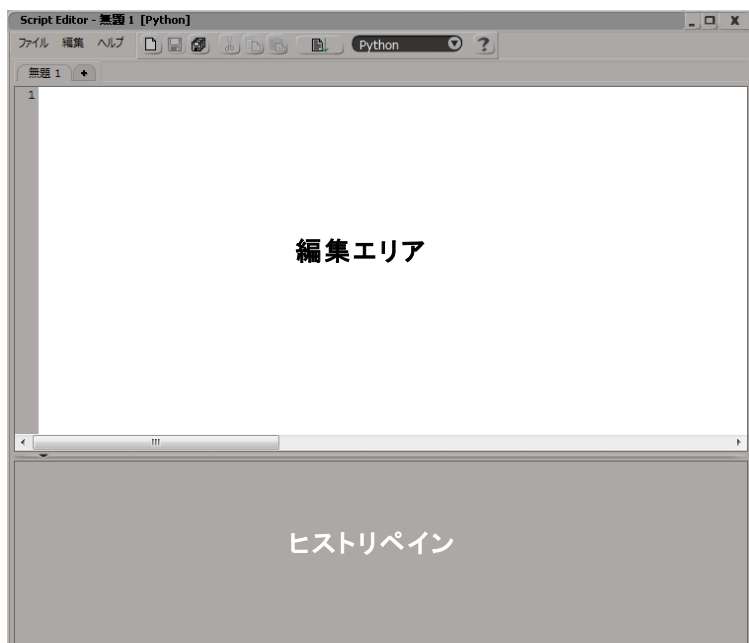 Script Editor - 無題 1 [Python]
ファイル 編集 ヘルプ Python ?
無題 1 +
1
編集エリア
ヒストリペイン